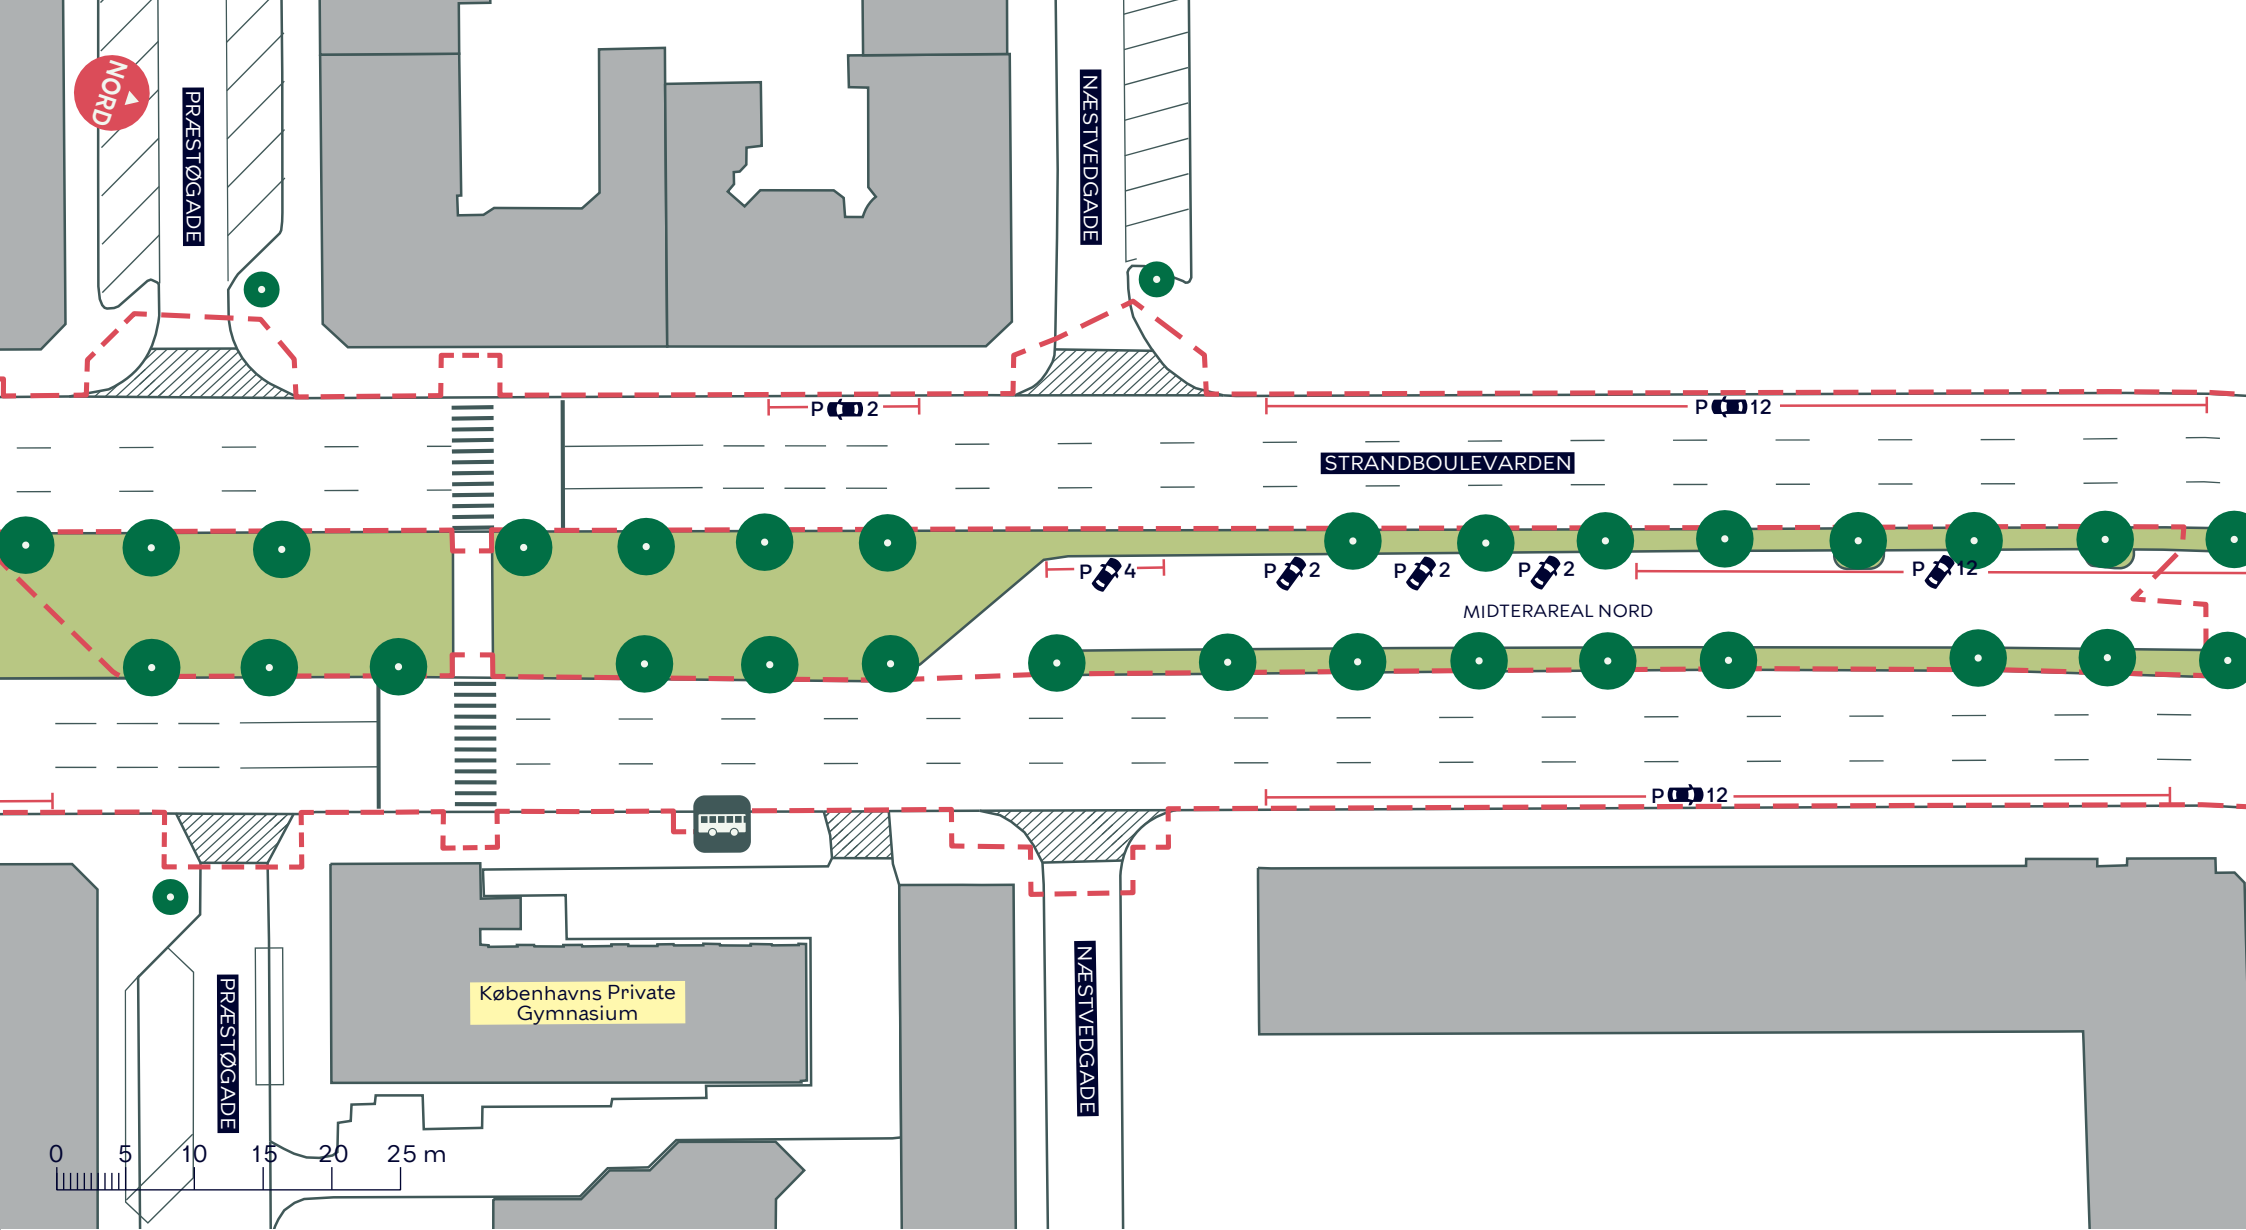 NORD
PRÆSTØGADE
NÆSTVEDGADE
P 2
P 12
STRANDBOULEVARDEN
P 4
P 2
P 2
P 2
P 12
MIDTERAREAL NORD
P 12
Københavns Private
Gymnasium
PRÆSTØGADE
NÆSTVEDGADE
0 5 10 15 20 25 m